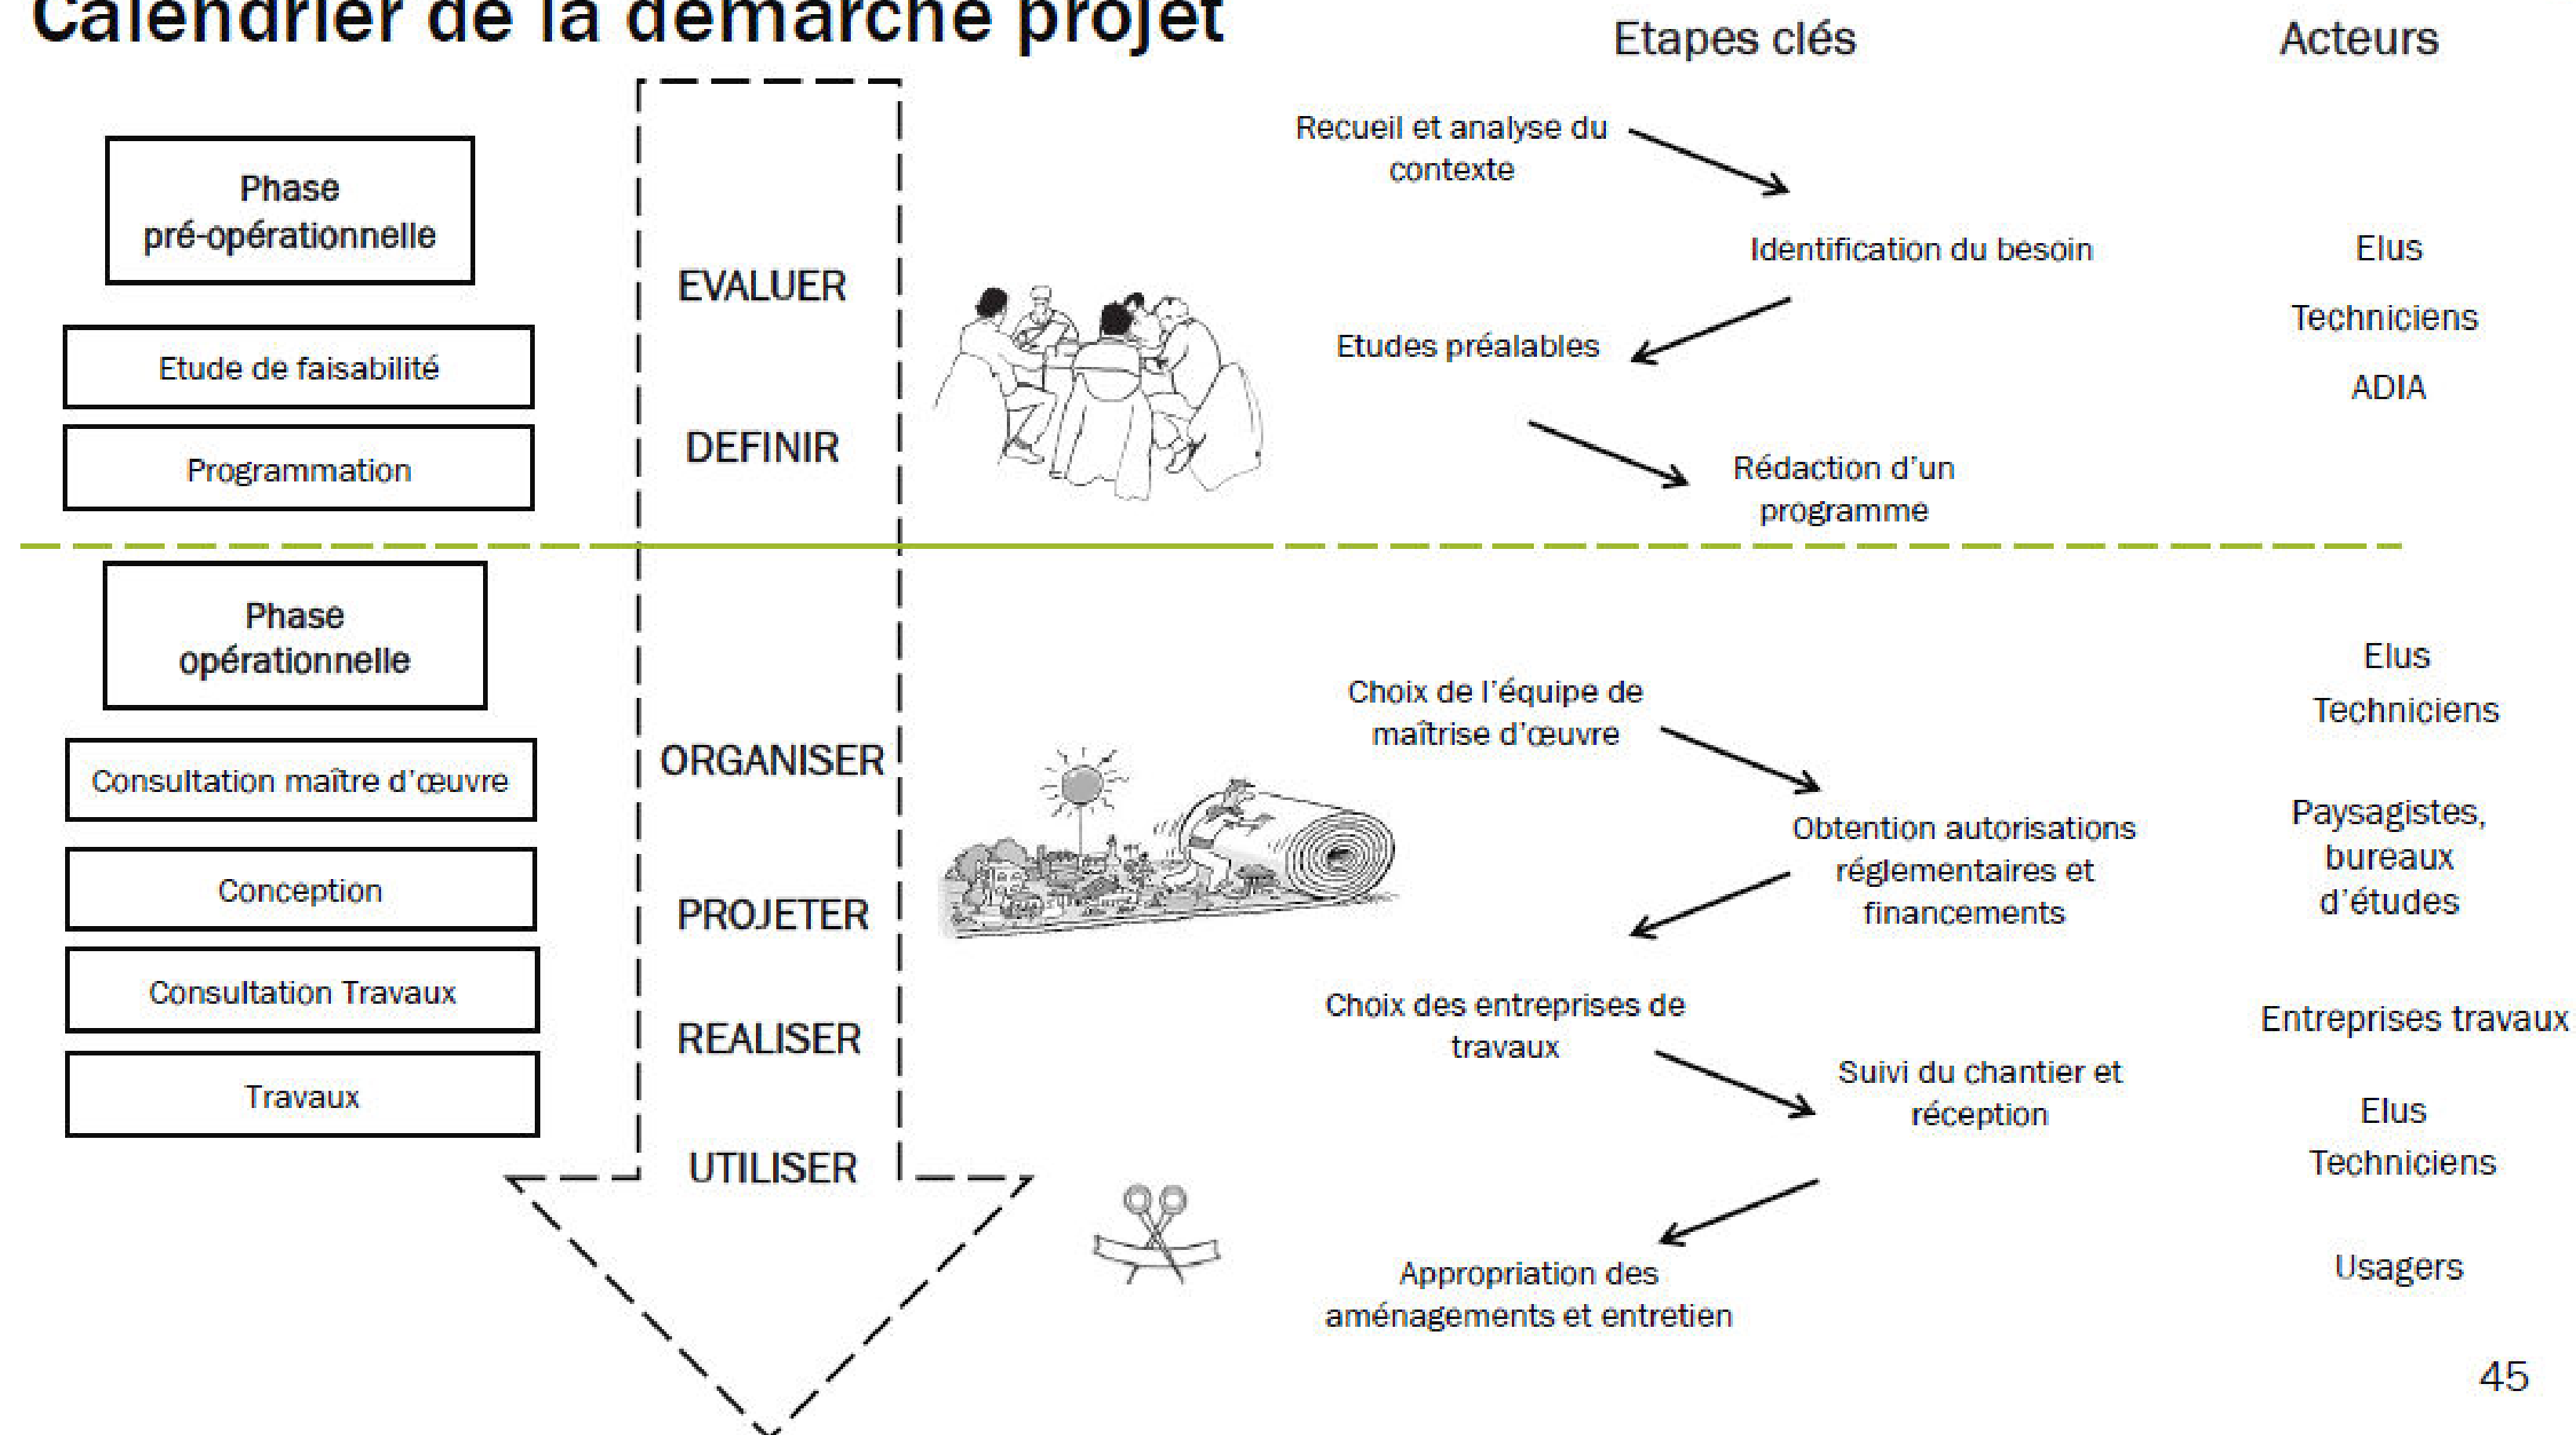 Calendrier de la démarche projet
Etapes clés
Acteurs
Phase
pré-opérationnelle
Etude de faisabilité
Programmation
EVALUER
DEFINIR
Recueil et analyse du
contexte
Identification du besoin
Etudes préalables
Rédaction d'un
programme
Elus
Techniciens
ADIA
Phase
opérationnelle
Consultation maître d'œuvre
Conception
Consultation Travaux
Travaux
ORGANISER
PROJETER
REALISER
UTILISER
Choix de l'équipe de
maîtrise d'œuvre
Obtention autorisations
réglementaires et
financements
Choix des entreprises de
travaux
Suivi du chantier et
réception
Appropriation des
aménagements et entretien
Elus
Techniciens
Paysagistes,
bureaux
d'études
Entreprises travaux
Elus
Techniciens
Usagers
45